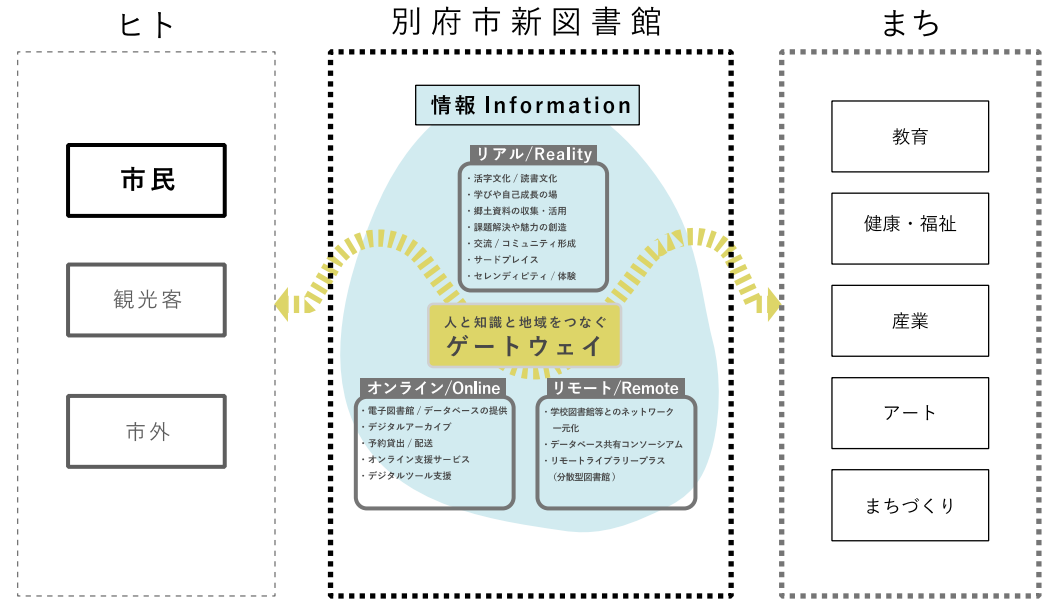 ヒト
市民
観光客
市外
別府市新図書館
情報 Information
リアル/Reality
・活字文化 / 読書文化
・学びや自己成長の場
・郷土資料の収集・活用
・課題解決や魅力の創造
・交流 / コミュニティ形成
・サードプレイス
・セレンディピティ / 体験
人と知識と地域をつなぐ
ゲートウェイ
オンライン/Online
・電子図書館 / データベースの提供
・デジタルアーカイブ
・予約貸出 / 配送
・オンライン支援サービス
・デジタルツール支援
リモート/Remote
・学校図書館等とのネットワーク
一元化
・データベース共有コンソーシアム
・リモートライブラリープラス
（分散型図書館）
まち
教育
健康・福祉
産業
アート
まちづくり